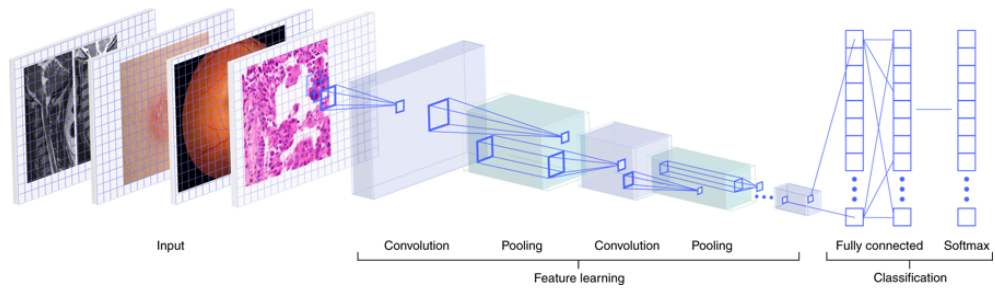 Input
Convolution
Pooling
Convolution
Pooling
Fully connected
Softmax
Feature learning
Classification